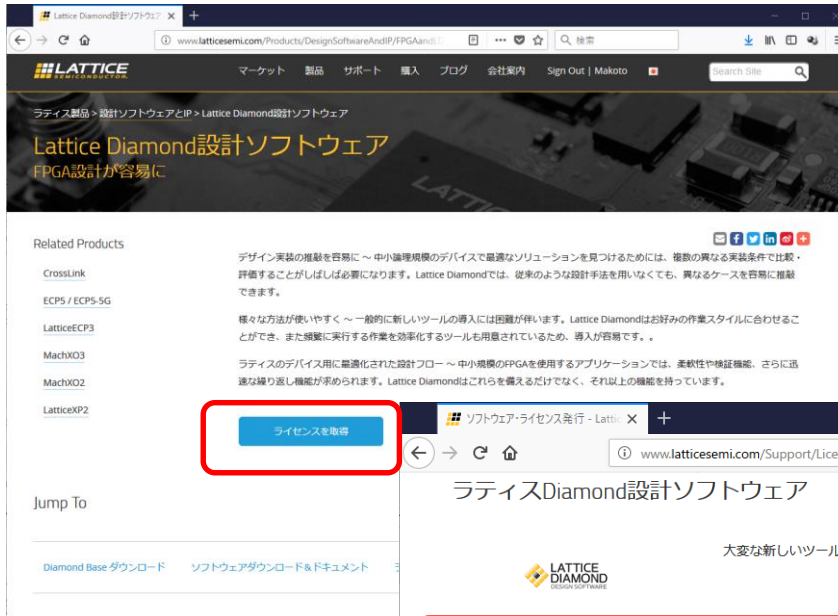 Lattice Diamond設計ソフトウェア
www.latticesemi.com/Products/DesignSoftwareAndIP/FPGAandL
検索
LATTICE
SEMICONDUCTOR.
マーケット 製品 サポート 購入 ブログ 会社案内 Sign Out | Makoto
Search Site
ラティス製品 > 設計ソフトウェアとIP > Lattice Diamond設計ソフトウェア
Lattice Diamond設計ソフトウェア
FPGA設計が容易に
LATTICE
Related Products
CrossLink
ECP5 / ECP5-5G
LatticeECP3
MachXO3
MachXO2
LatticeXP2
デザイン実装の推敲を容易に ~ 中小論理規模のデバイスで最適なソリューションを見つけるためには、複数の異なる実装条件で比較・
評価することがしばしば必要になります。Lattice Diamondでは、従来のような設計手法を用いなくても、異なるケースを容易に推敲
できます。
様々な方法が使いやすく ~ 一般的に新しいツールの導入には困難が伴います。Lattice Diamondはお好みの作業スタイルに合わせるこ
とができ、また頻繁に実行する作業を効率化するツールも用意されているため、導入が容易です。。
ラティスのデバイス用に最適化された設計フロー ~ 中小規模のFPGAを使用するアプリケーションでは、柔軟性や検証機能、さらに迅
速な繰り返し機能が求められます。Lattice Diamondはこれらを備えるだけでなく、それ以上の機能を持っています。
ライセンスを取得
Jump To
Diamond Base ダウンロード ソフトウェアダウンロード&ドキュメント
ソフトウェア・ライセンス発行 - Lattic
www.latticesemi.com/Support/Lice
ラティスDiamond設計ソフトウェア
大変な新しいツール
LATTICE
DIAMOND
DESIGN SOFTWARE